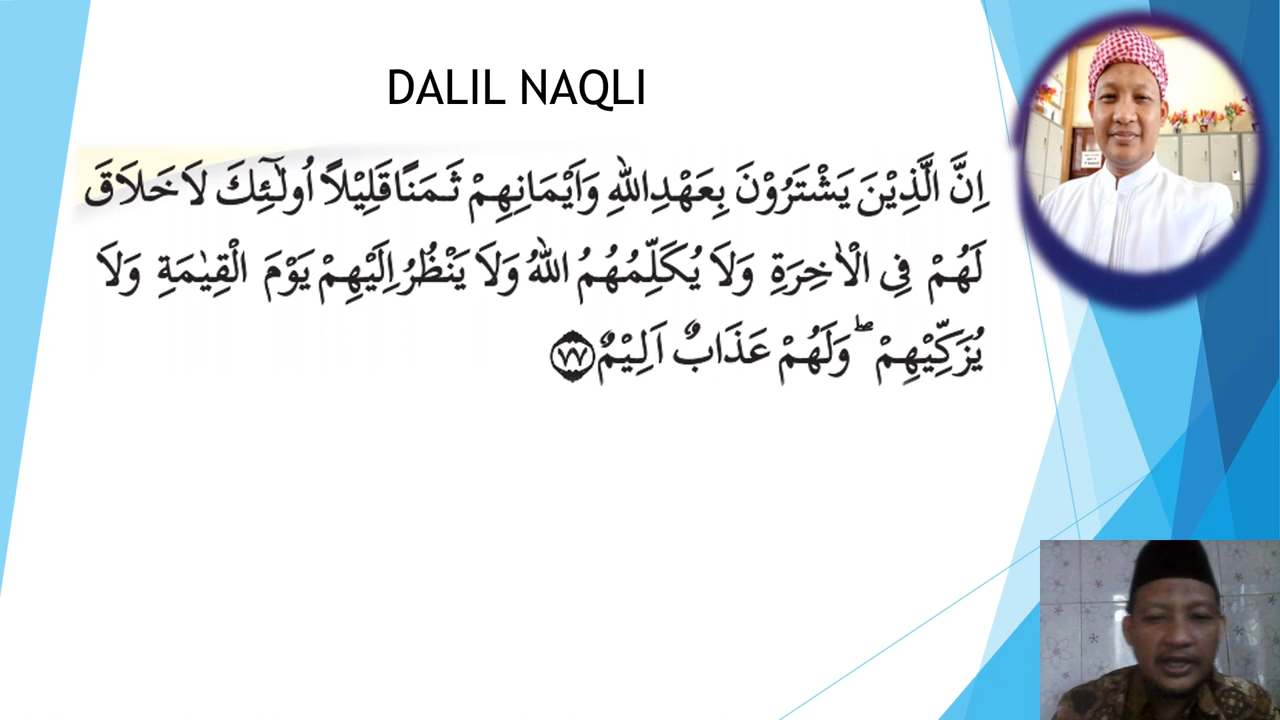 DALIL NAQLI
اِنَّ الَّذِيْنَ يَشْتَرُوْنَ بِعَهْدِ اللّٰهِ وَاَيْمَانِهِمْ ثَمَنًا قَلِيْلًا اُولٰٓئِكَ لَا خَلَاقَ
لَهُمْ فِى الْاٰخِرَةِ وَلَا يُكَلِّمُهُمُ اللّٰهُ وَلَا يَنْظُرُ اِلَيْهِمْ يَوْمَ الْقِيٰمَةِ وَلَا
يُزَكِّيْهِمْ ۖ وَلَهُمْ عَذَابٌ اَلِيْمٌ ٧٧